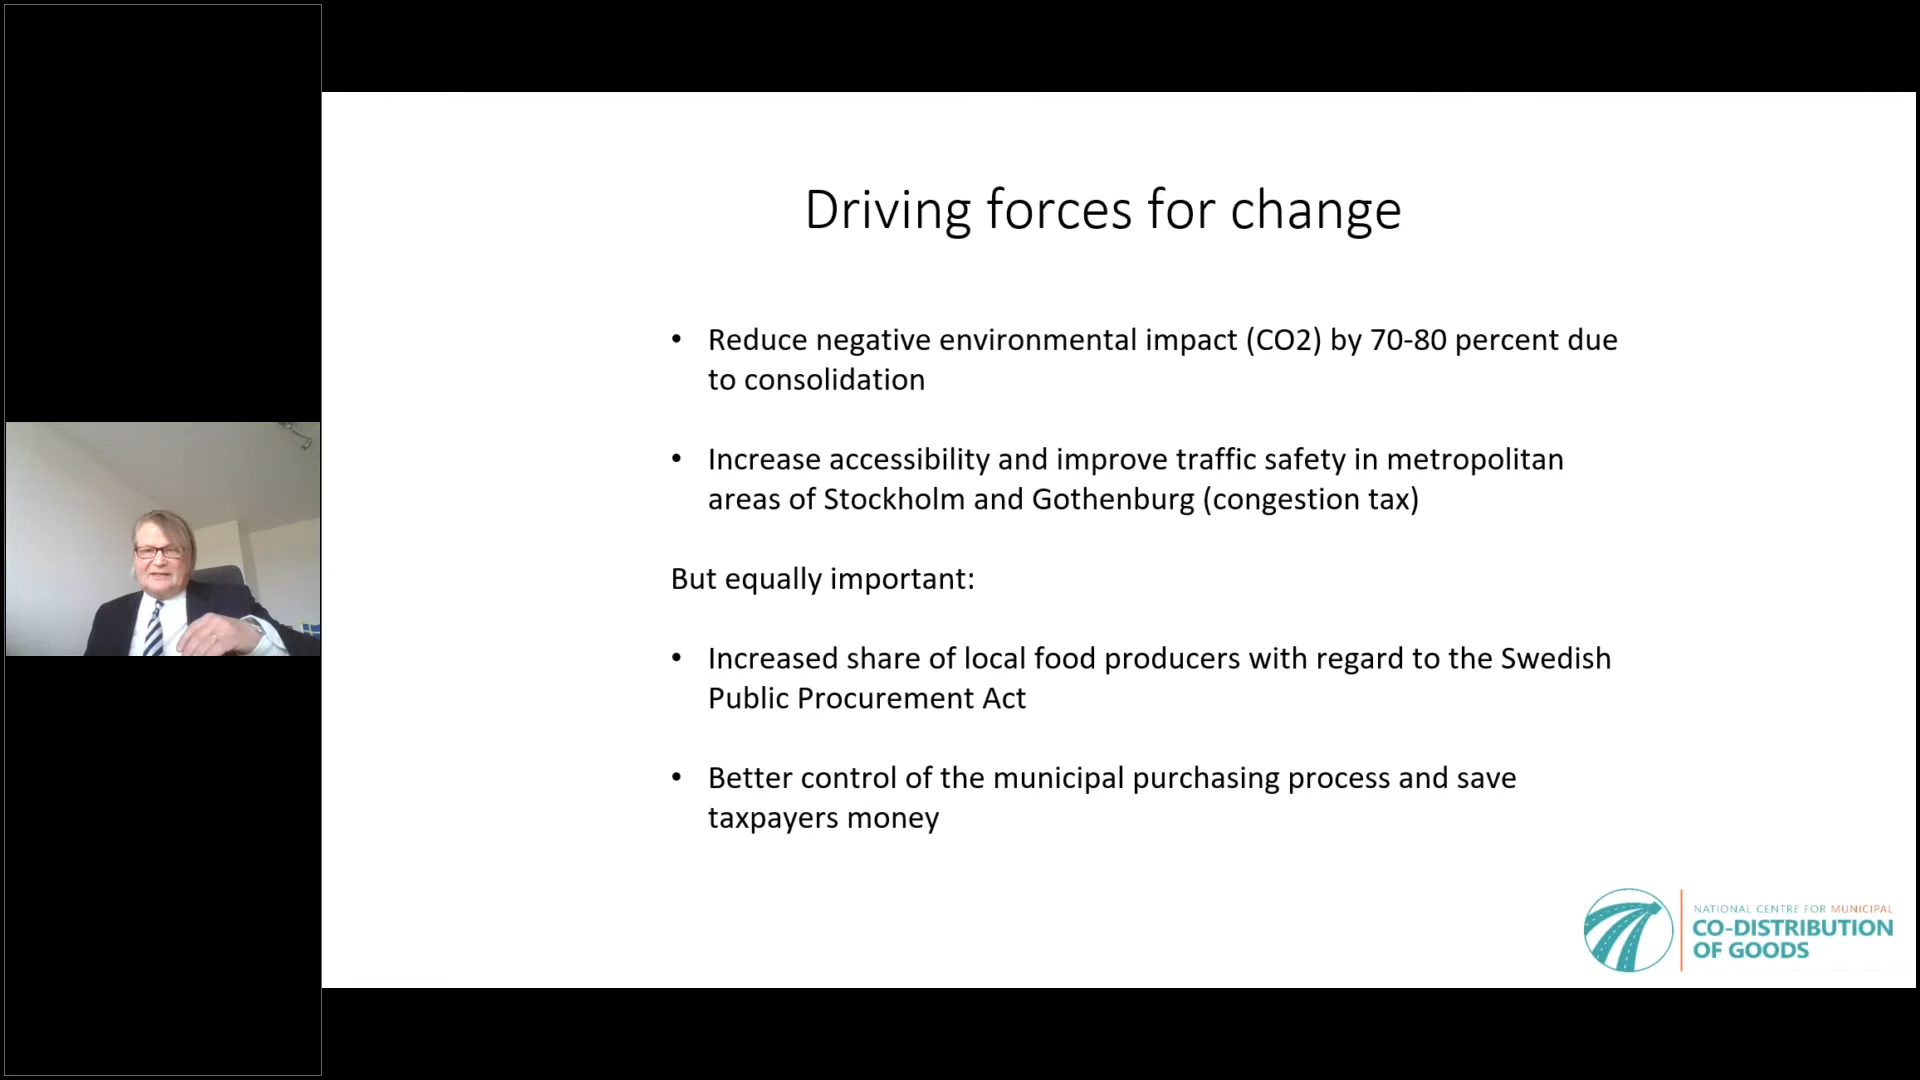 Driving forces for change
• Reduce negative environmental impact (CO2) by 70-80 percent due
to consolidation
• Increase accessibility and improve traffic safety in metropolitan
areas of Stockholm and Gothenburg (congestion tax)
But equally important:
• Increased share of local food producers with regard to the Swedish
Public Procurement Act
• Better control of the municipal purchasing process and save
taxpayers money
NATIONAL CENTRE FOR MUNICIPAL
CO-DISTRIBUTION
OF GOODS